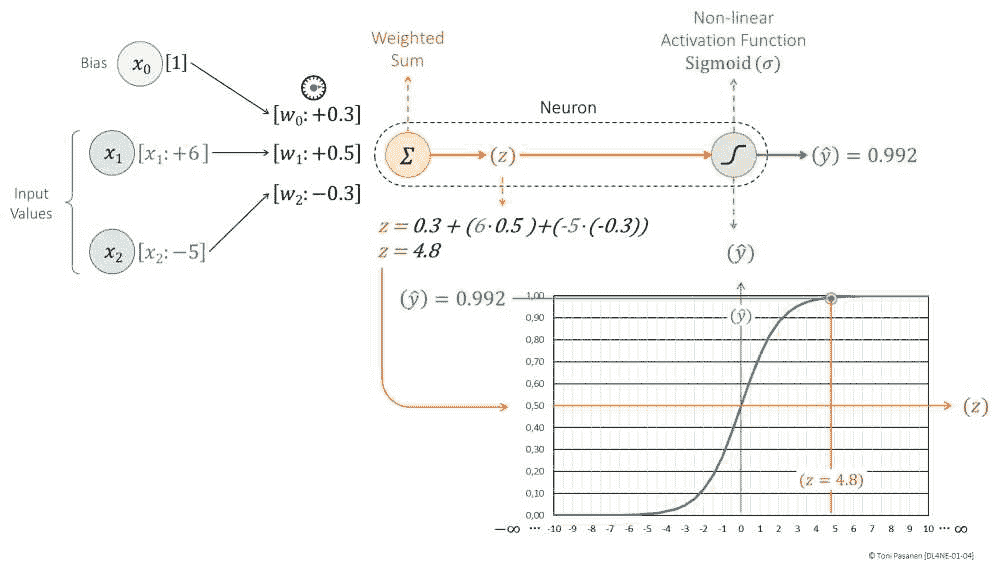 Bias x₀ [1]
Weighted
Sum
Non-linear
Activation Function
Sigmoid (σ)
[w₀: +0.3]
Neuron
Input
Values
x₁ [x₁: +6]
[w₁: +0.5]
Σ
(z)
(ŷ) = 0.992
[w₂: −0.3]
x₂ [x₂: −5]
z = 0.3 + (6·0.5 )+(-5·(-0.3))
z = 4.8
(ŷ)
(ŷ) = 0.992
1,00
(ŷ)
0,90
0,80
0,70
0,60
0,50
(z)
0,40
0,30
0,20
(z = 4.8)
0,10
0,00
−∞ ··· -10 -9 -8 -7 -6 -5 -4 -3 -2 -1 0 1 2 3 4 5 6 7 8 9 10 ··· ∞
© Toni Pasanen [DL4NE-01-04]